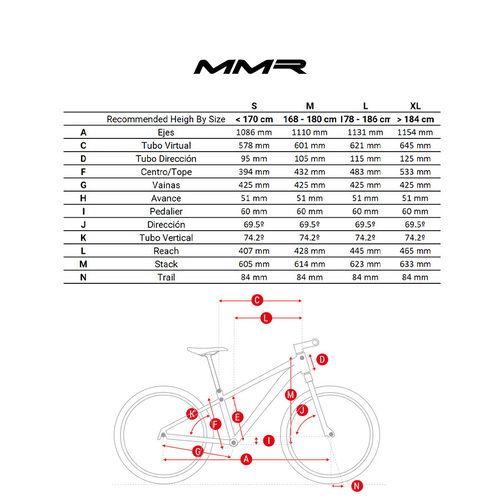 MMR
S M L XL
Recommended Heigh By Size < 170 cm 168 - 180 cm 178 - 186 cm > 184 cm
A Ejes 1086 mm 1110 mm 1131 mm 1154 mm
C Tubo Virtual 578 mm 601 mm 621 mm 645 mm
D Tubo Dirección 95 mm 105 mm 115 mm 125 mm
F Centro/Tope 394 mm 432 mm 483 mm 533 mm
G Vainas 425 mm 425 mm 425 mm 425 mm
H Avance 51 mm 51 mm 51 mm 51 mm
I Pedalier 60 mm 60 mm 60 mm 60 mm
J Dirección 69.5º 69.5º 69.5º 69.5º
K Tubo Vertical 74.2º 74.2º 74.2º 74.2º
L Reach 407 mm 428 mm 445 mm 465 mm
M Stack 605 mm 614 mm 623 mm 633 mm
N Trail 84 mm 84 mm 84 mm 84 mm
C
L
D
M
K E J
F I
G A
N